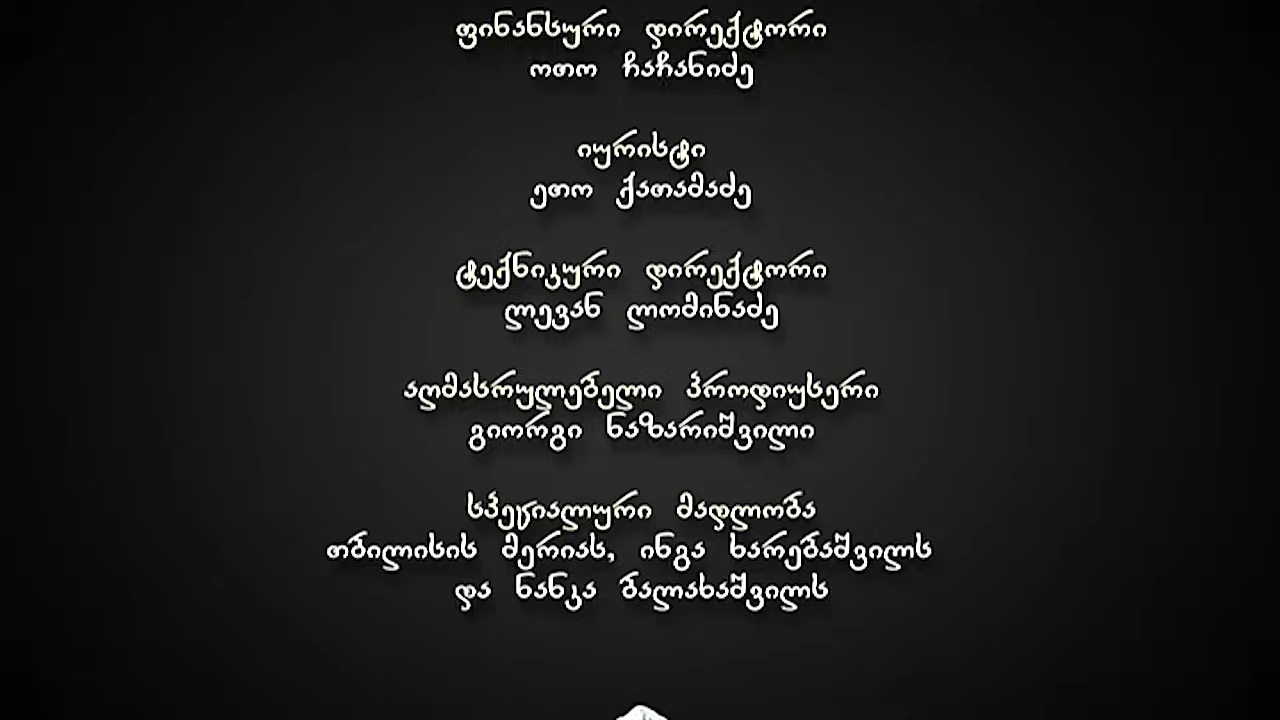 ფინანსური დირექტორი
ოთო ჩაჩანიძე
იურისტი
ეთო ქათამაძე
ტექნიკური დირექტორი
ლევან ლომინაძე
აღმასრულებელი პროდიუსერი
გიორგი ნაზარიშვილი
სპეციალური მადლობა
თბილისის მერიას, ინგა ხარებაშვილს
და ნანკა ბალახაშვილს